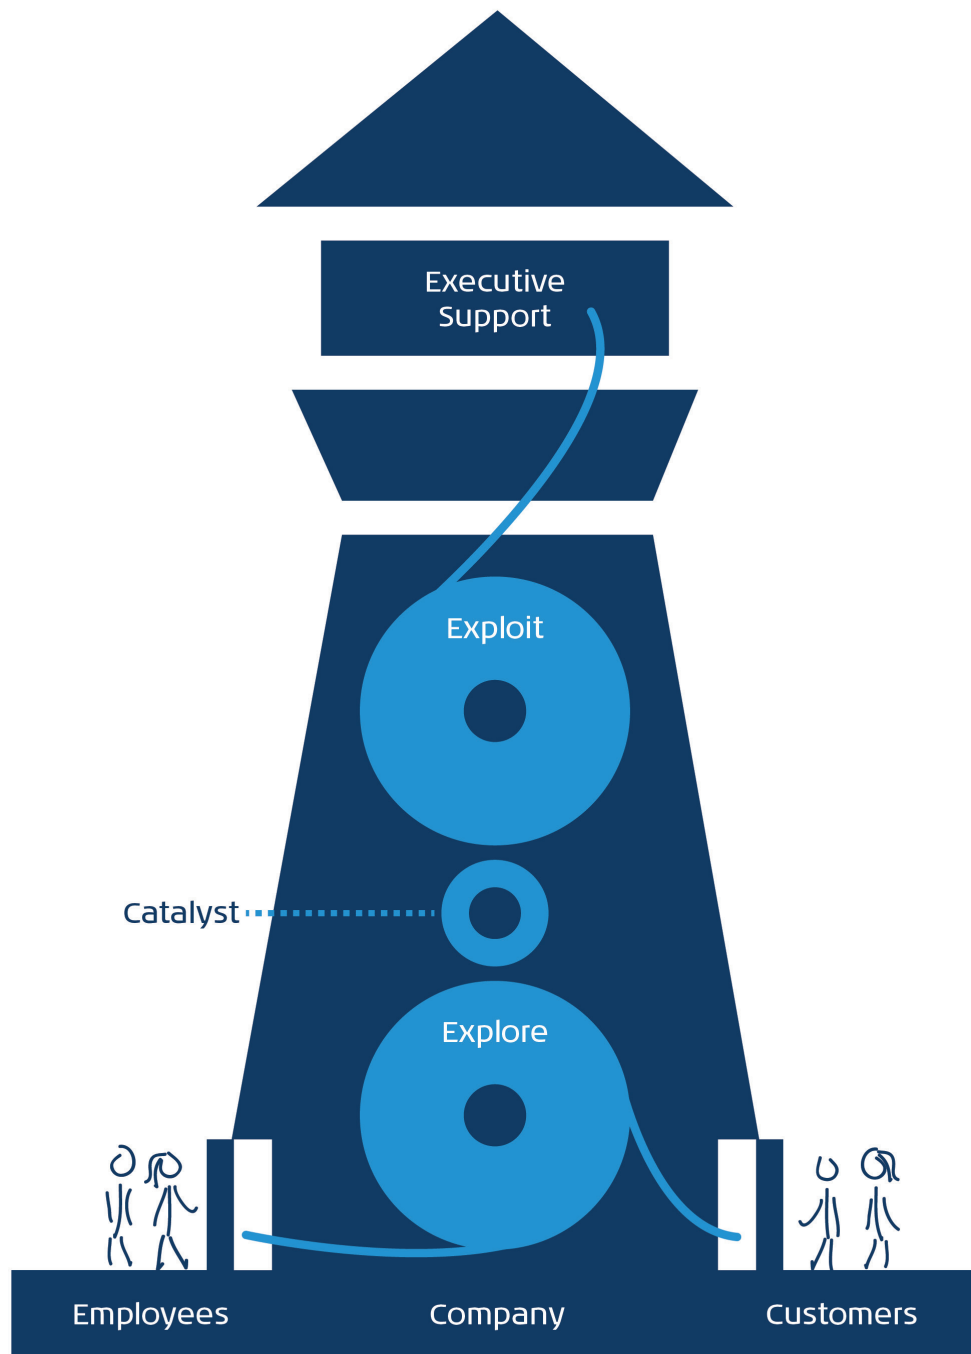 Executive
Support
Exploit
Catalyst
Explore
Employees
Company
Customers